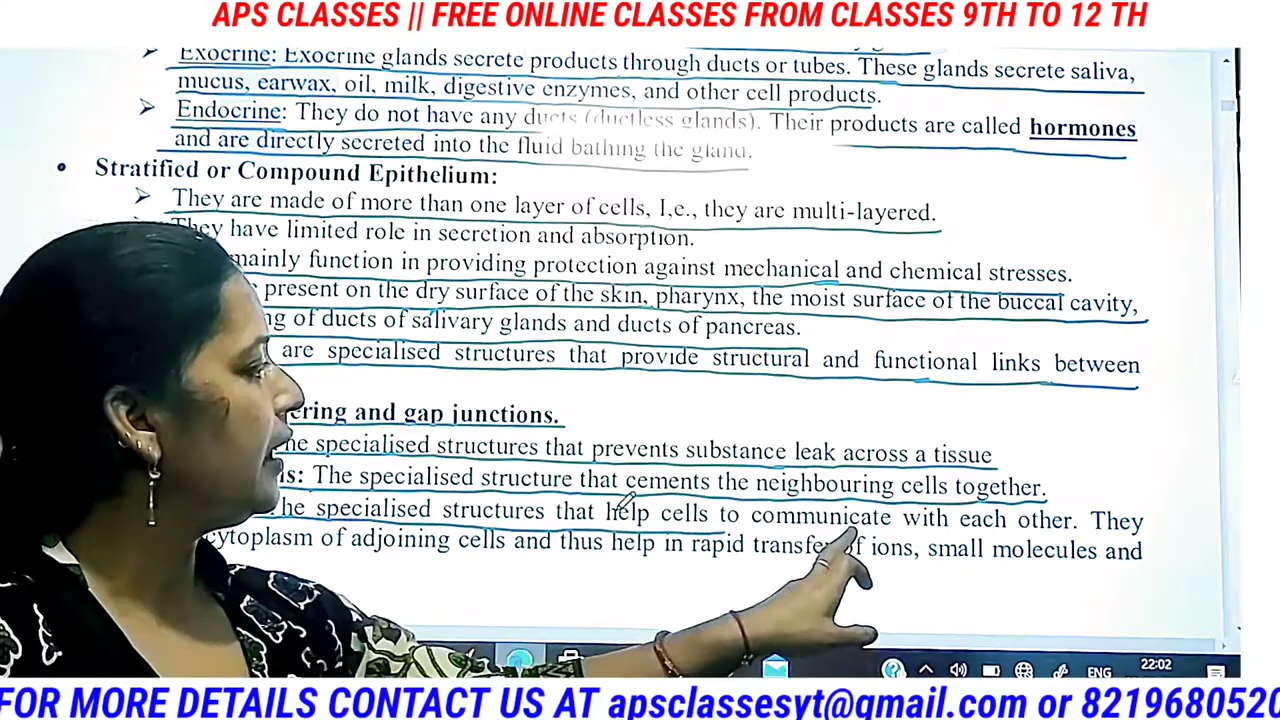 APS CLASSES || FREE ONLINE CLASSES FROM CLASSES 9TH TO 12 TH
Exocrine: Exocrine glands secrete products through ducts or tubes. These glands secrete saliva,
mucus, earwax, oil, milk, digestive enzymes, and other cell products.
Endocrine: They do not have any ducts (ductless glands). Their products are called hormones
and are directly secreted into the fluid bathing the gland.
Stratified or Compound Epithelium:
They are made of more than one layer of cells, I,e., they are multi-layered.
They have limited role in secretion and absorption.
mainly function in providing protection against mechanical and chemical stresses.
present on the dry surface of the skin, pharynx, the moist surface of the buccal cavity,
of ducts of salivary glands and ducts of pancreas.
are specialised structures that provide structural and functional links between
and gap junctions.
specialised structures that prevents substance leak across a tissue
The specialised structure that cements the neighbouring cells together.
specialised structures that help cells to communicate with each other. They
cytoplasm of adjoining cells and thus help in rapid transfer of ions, small molecules and
ENG
22:02
FOR MORE DETAILS CONTACT US AT apsclassesyt@gmail.com or 8219680520